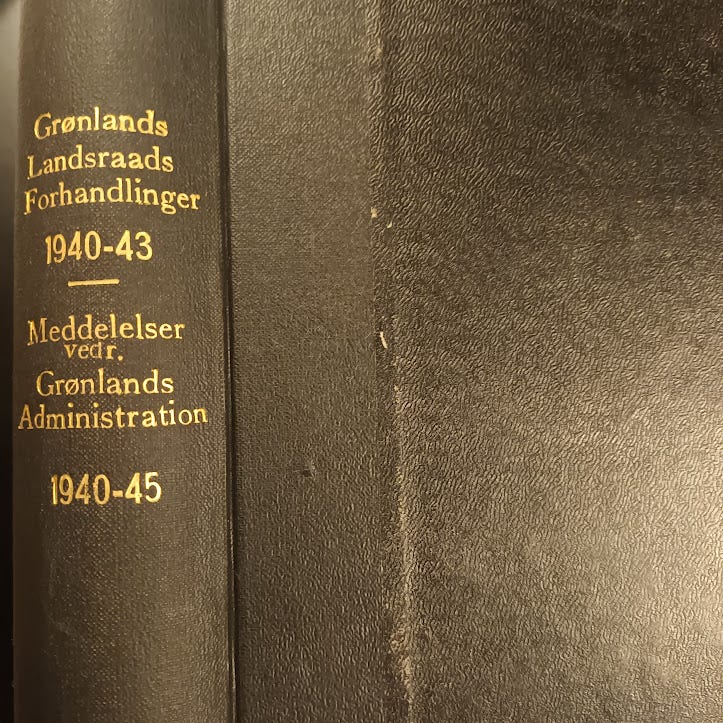 Grønlands
Landsraads
Forhandlinger
1940-43
Meddelelser
vedr.
Grønlands
Administration
1940-45